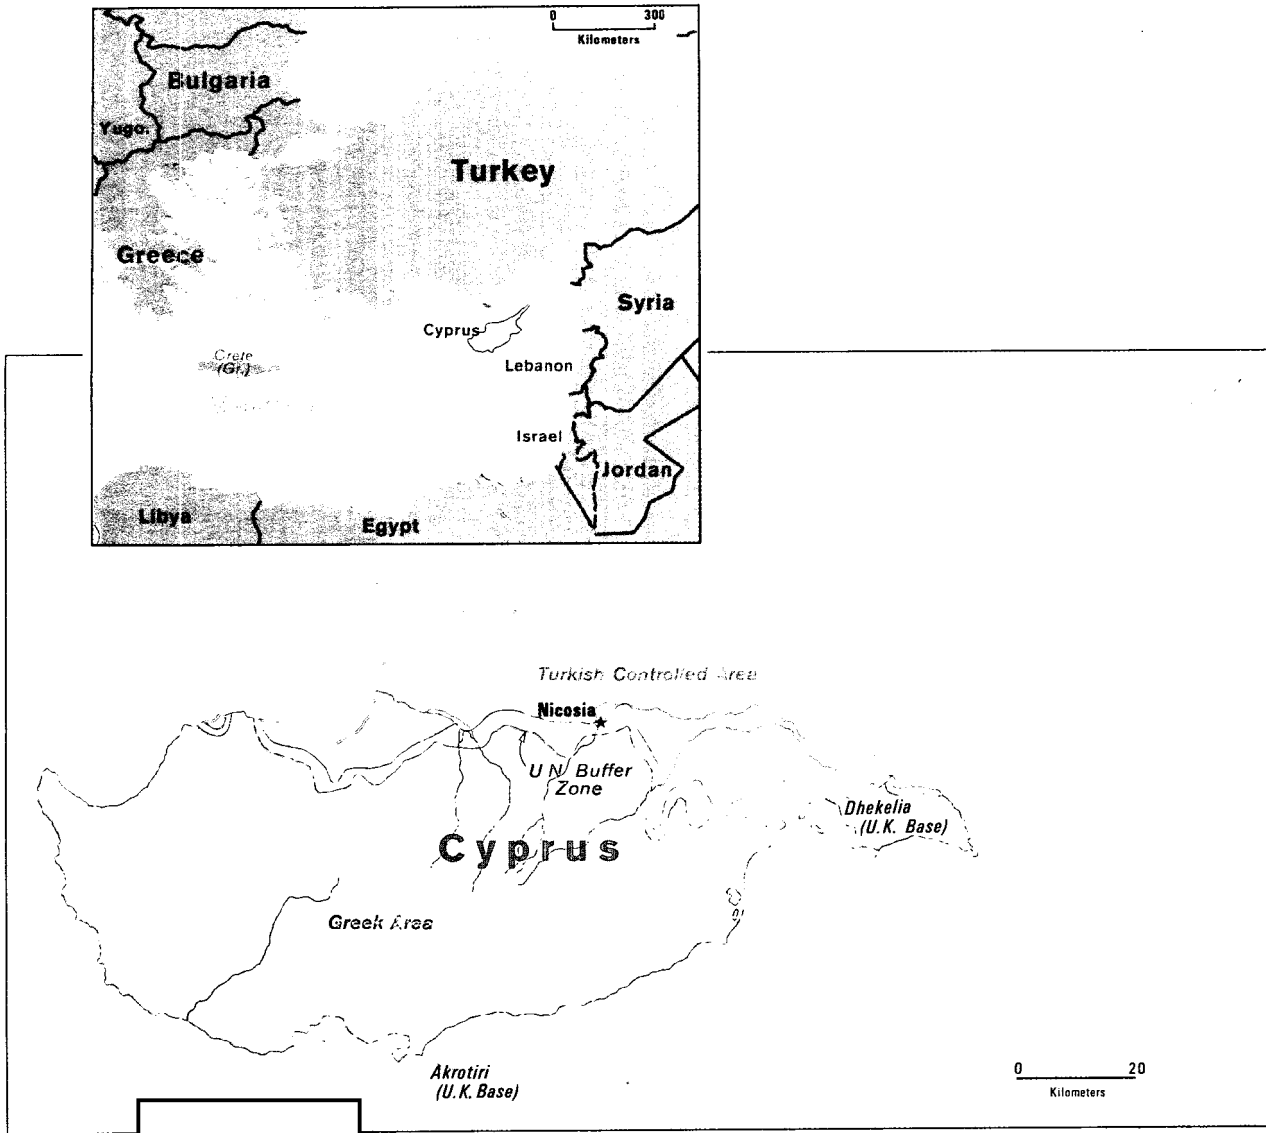 0 300
Kilometers
Bulgaria
Yugo.
Turkey
Greece
Syria
Cyprus
Crete
(Gr.)
Lebanon
Israel
Jordan
Libya
Egypt
Turkish Controlled Area
Nicosia
U N Buffer
Zone
Dhekelia
(U.K. Base)
Cyprus
Greek Area
Akrotiri
(U.K. Base)
0 20
Kilometers